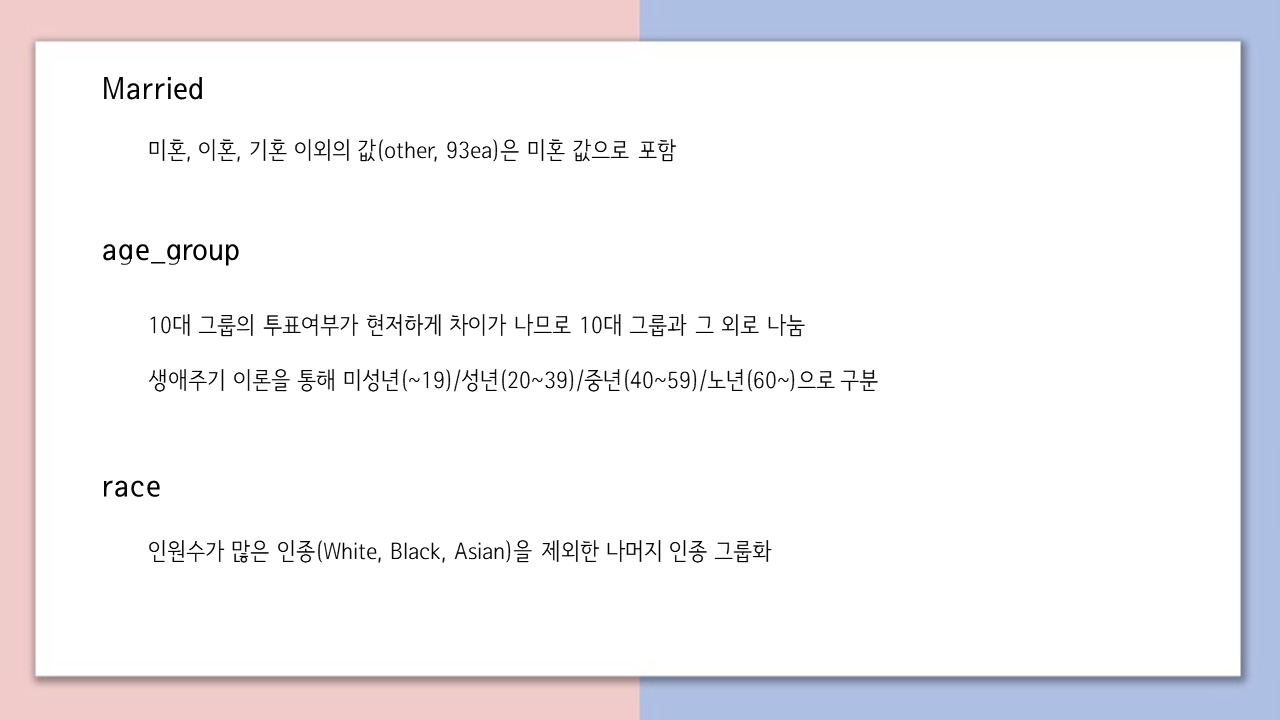 Married
미혼, 이혼, 기혼 이외의 값(other, 93ea)은 미혼 값으로 포함
age_group
10대 그룹의 투표여부가 현저하게 차이가 나므로 10대 그룹과 그 외로 나눔
생애주기 이론을 통해 미성년(~19)/성년(20~39)/중년(40~59)/노년(60~)으로 구분
race
인원수가 많은 인종(White, Black, Asian)을 제외한 나머지 인종 그룹화